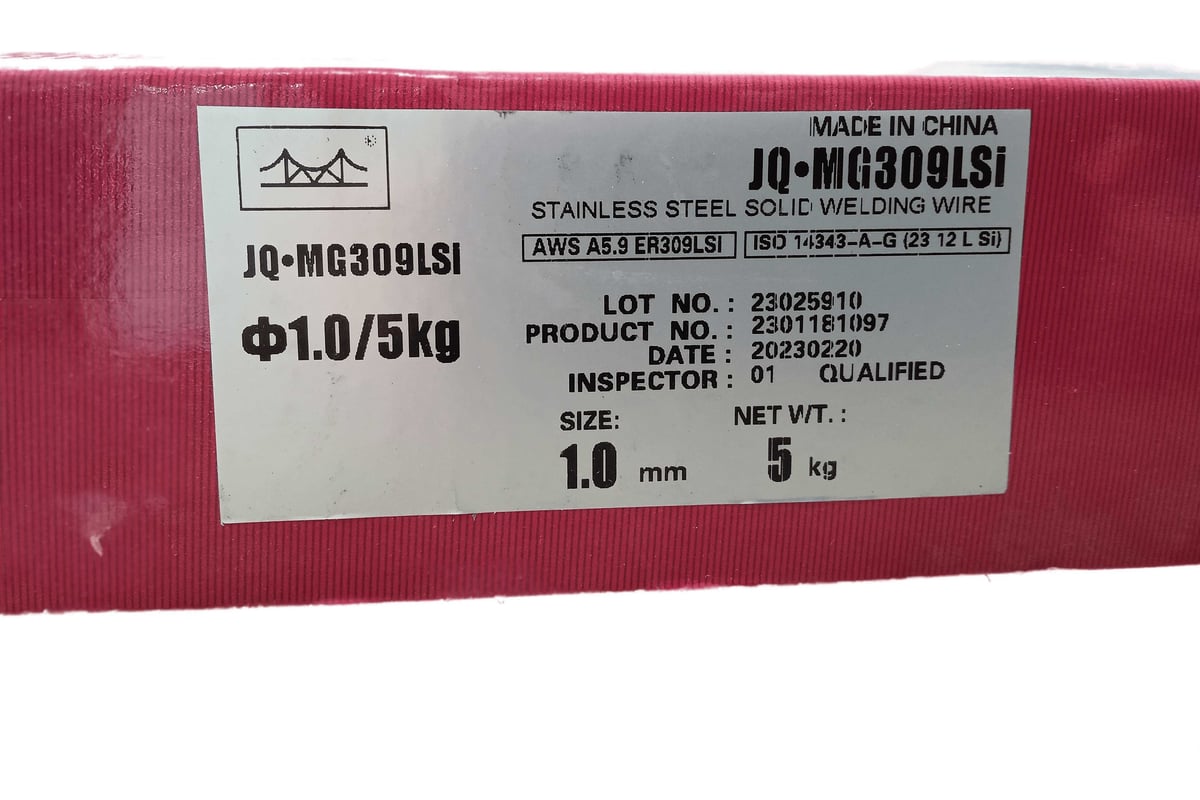 MADE IN CHINA
JQ•MG309LSi
STAINLESS STEEL SOLID WELDING WIRE
AWS A5.9 ER309LSI ISO 14343-A-G (23 12 L Si)
JQ•MG309LSI
Φ1.0/5kg
LOT NO.: 23025910
PRODUCT NO.: 2301181097
DATE: 20230220
INSPECTOR: 01 QUALIFIED
SIZE: NET WT.:
1.0 mm 5 kg